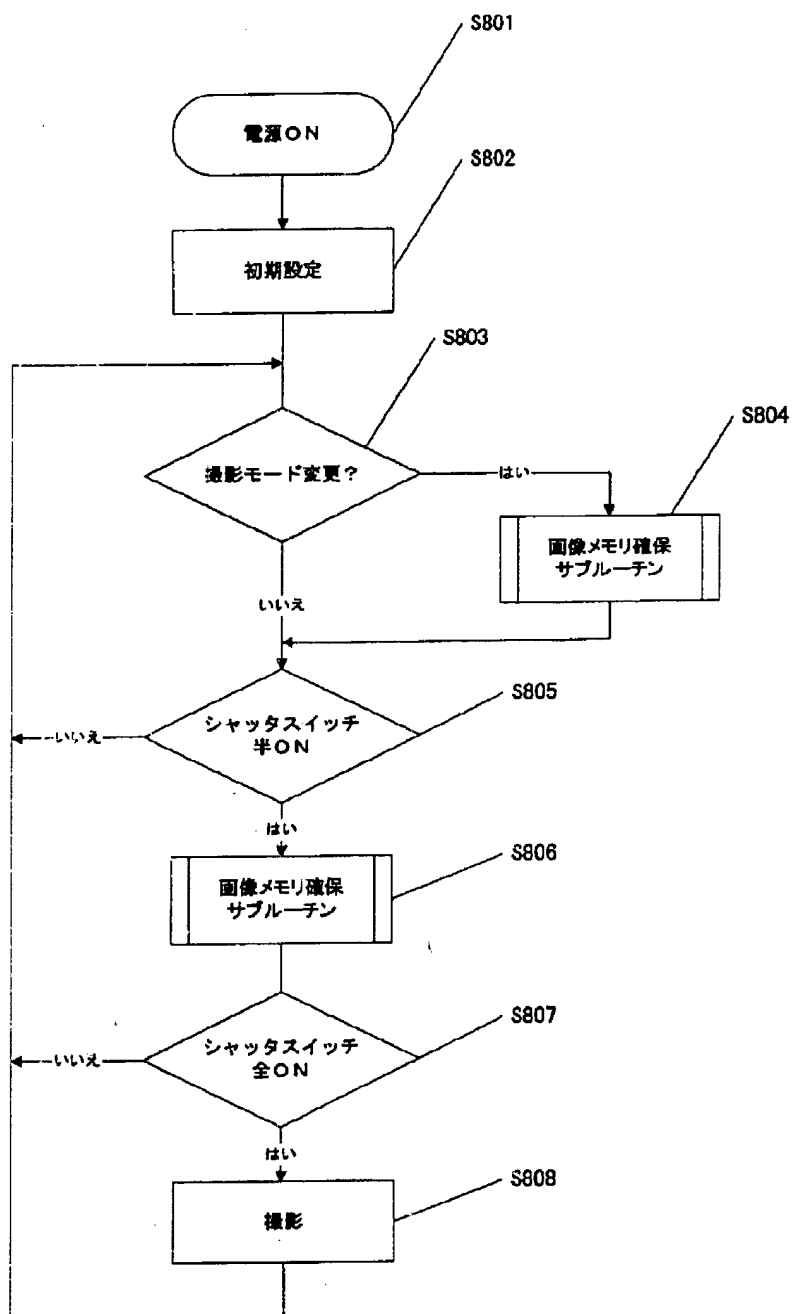 S801
電源ON
S802
初期設定
S803
撮影モード変更?
はい
S804
画像メモリ確保
サブルーチン
いいえ
S805
シャッタスイッチ
半ON
いいえ
はい
S806
画像メモリ確保
サブルーチン
S807
シャッタスイッチ
全ON
いいえ
はい
S808
撮影